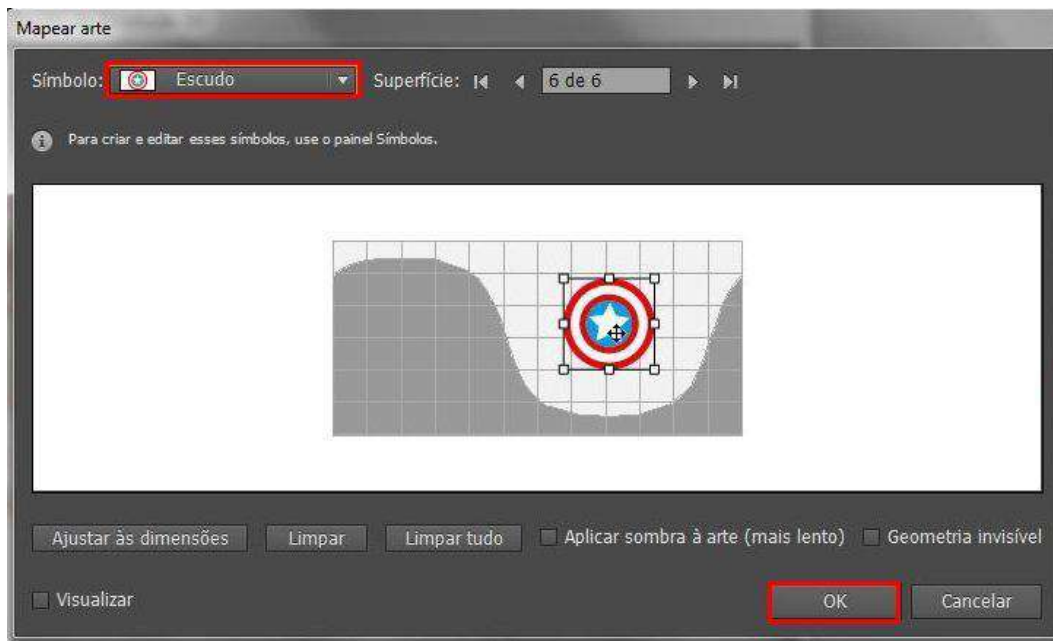 Mapear arte
Símbolo: Escudo Superfície: 6 de 6
Para criar e editar esses símbolos, use o painel Símbolos.
Ajustar às dimensões Limpar Limpar tudo Aplicar sombra à arte (mais lento) Geometria invisível
Visualizar OK Cancelar